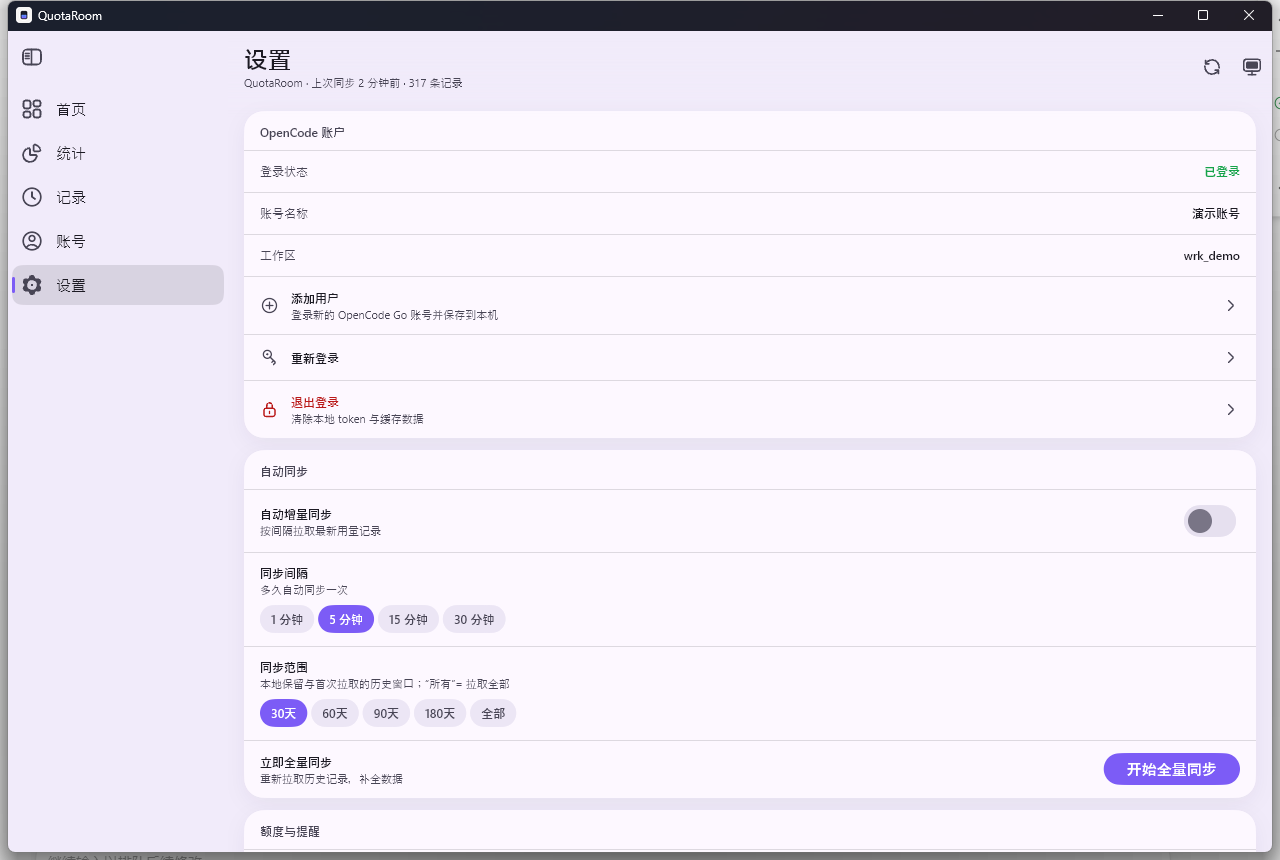 QuotaRoom
设置
QuotaRoom · 上次同步 2 分钟前 · 317 条记录
首页
统计
记录
账号
设置
OpenCode 账户
登录状态
已登录
账号名称
演示账号
工作区
wrk_demo
添加用户
登录新的 OpenCode Go 账号并保存到本机
重新登录
退出登录
清除本地 token 与缓存数据
自动同步
自动增量同步
按间隔拉取最新用量记录
同步间隔
多久自动同步一次
1 分钟 5 分钟 15 分钟 30 分钟
同步范围
本地保留与首次拉取的历史窗口；“所有”= 拉取全部
30天 60天 90天 180天 全部
立即全量同步
重新拉取历史记录，补全数据
开始全量同步
额度与提醒